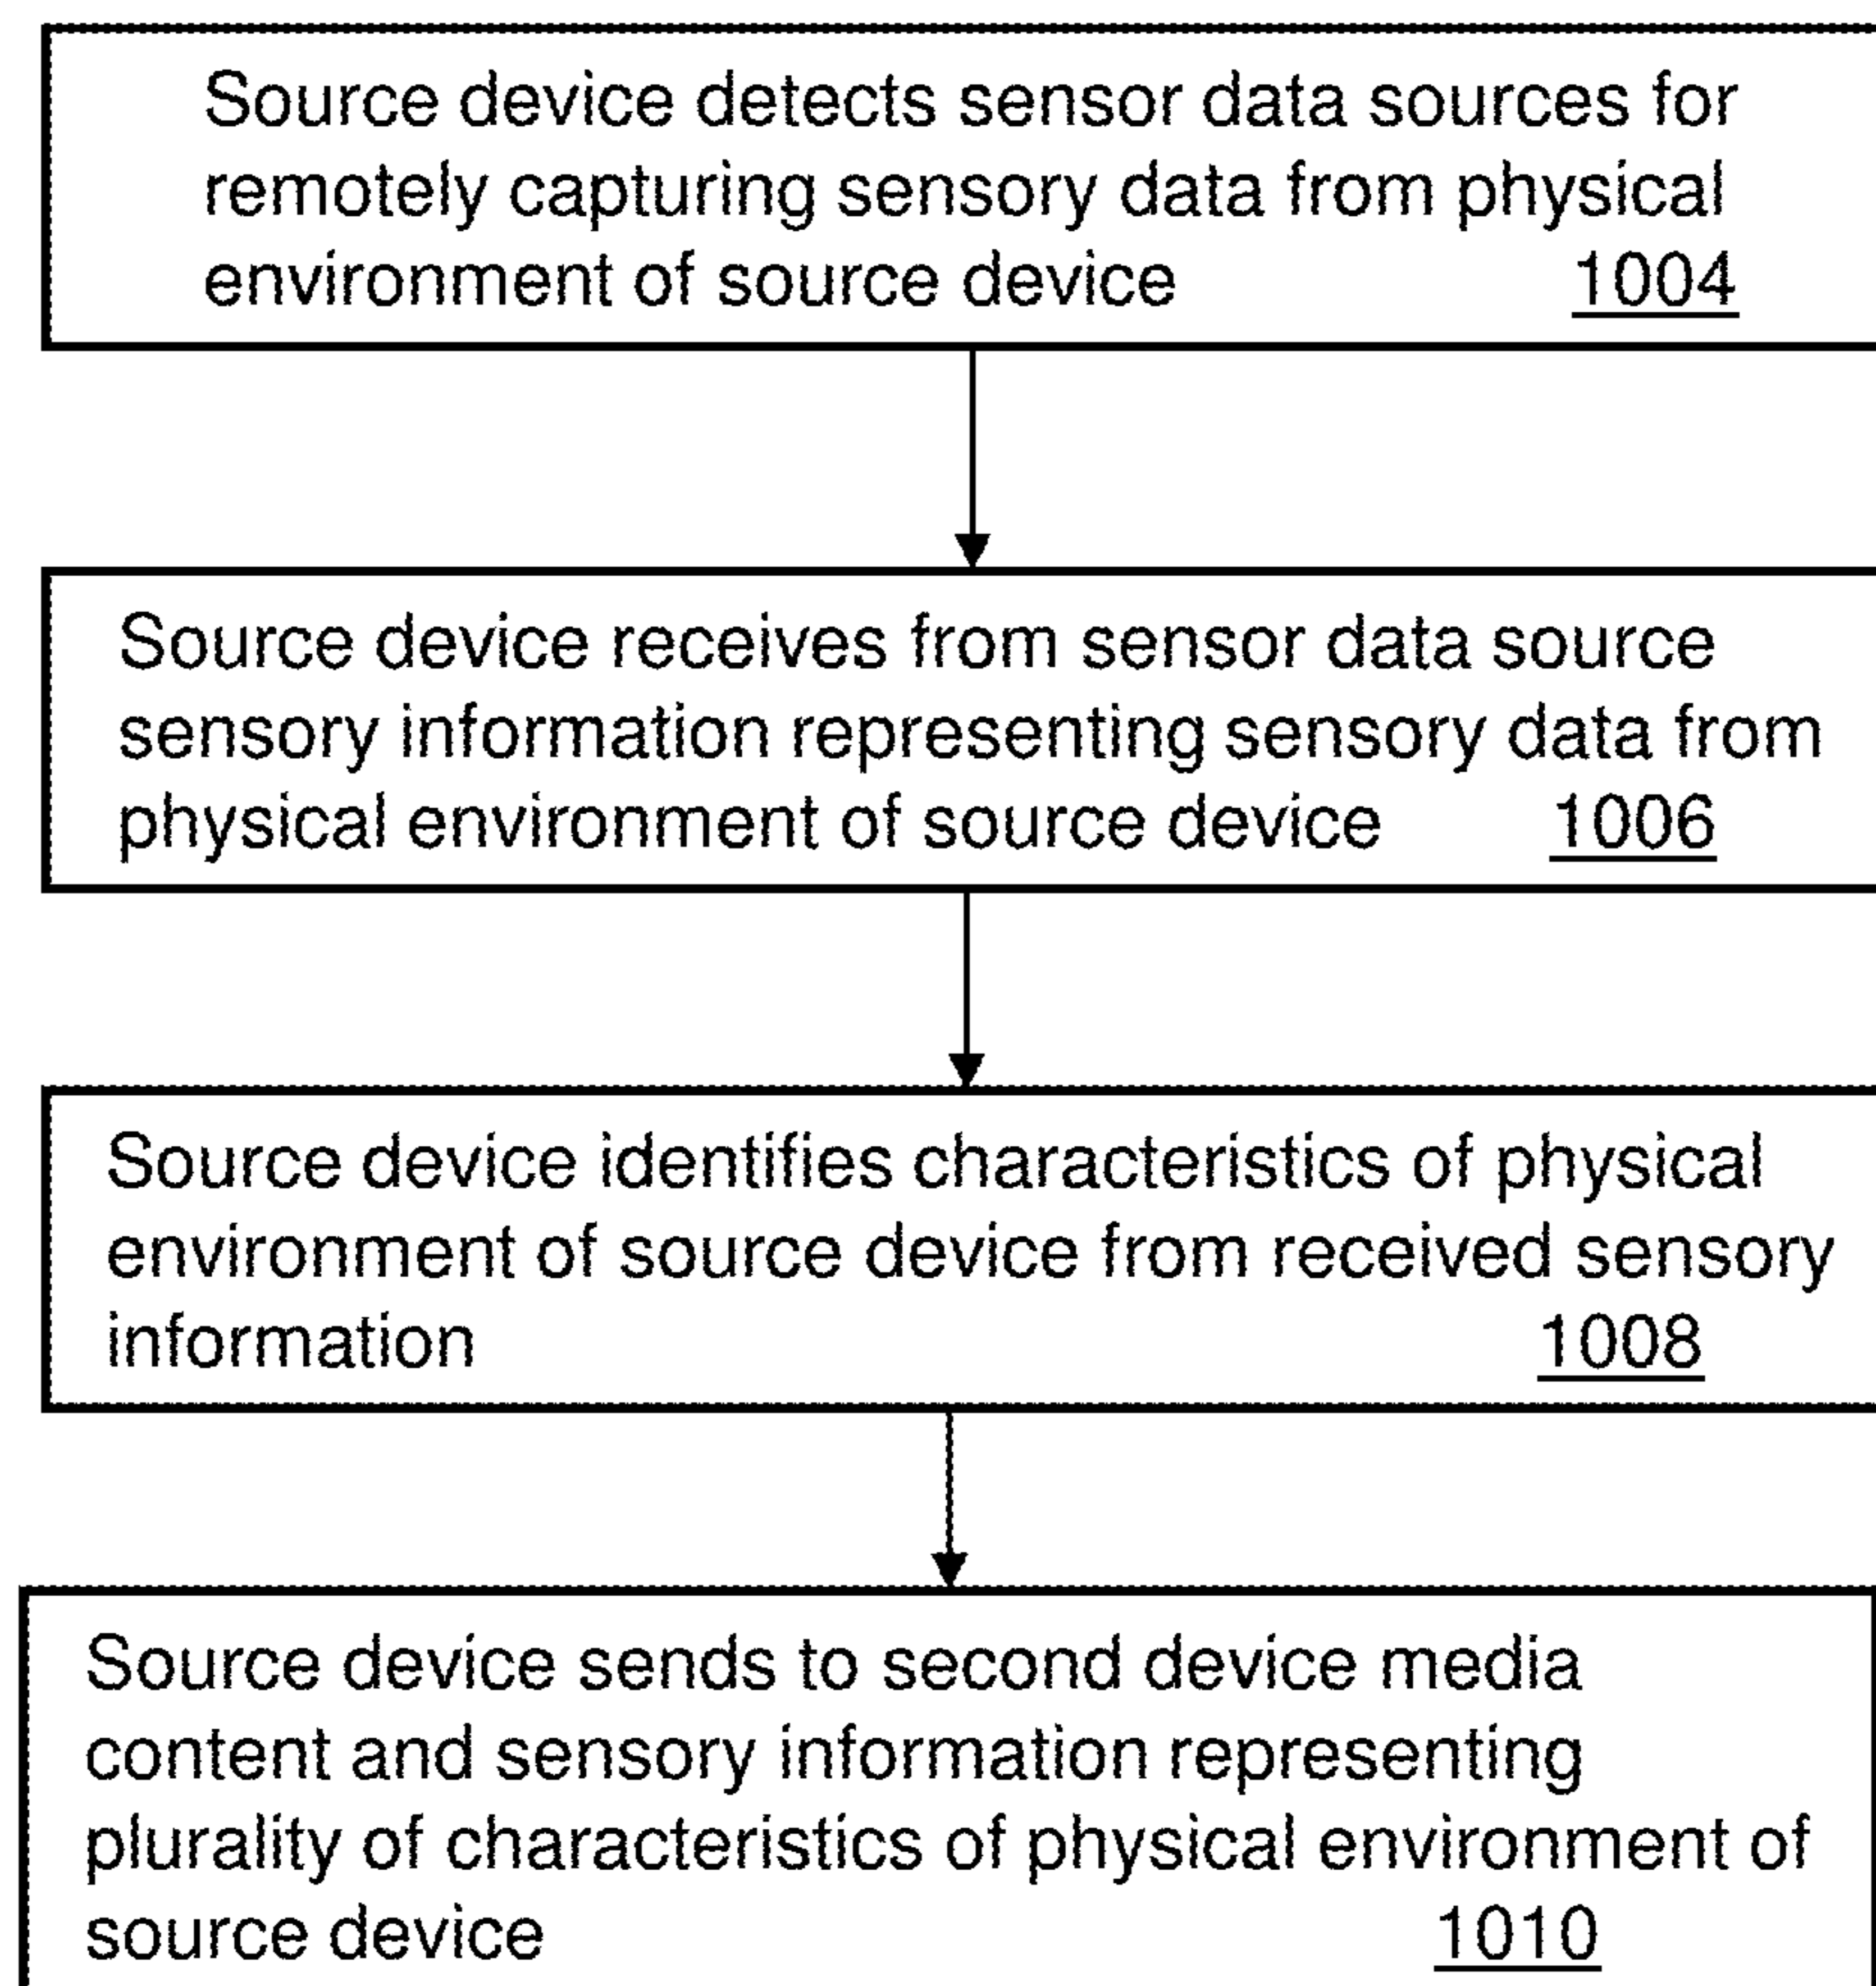 Source device detects sensor data sources for
remotely capturing sensory data from physical
environment of source device 1004
Source device receives from sensor data source
sensory information representing sensory data from
physical environment of source device 1006
Source device identifies characteristics of physical
environment of source device from received sensory
information 1008
Source device sends to second device media
content and sensory information representing
plurality of characteristics of physical environment of
source device 1010